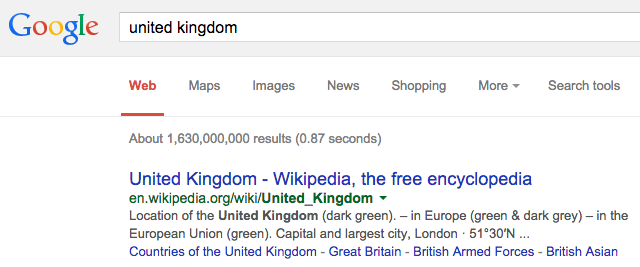 Google united kingdom
Web Maps Images News Shopping More Search tools
About 1,630,000,000 results (0.87 seconds)
United Kingdom - Wikipedia, the free encyclopedia
en.wikipedia.org/wiki/United_Kingdom
Location of the United Kingdom (dark green). – in Europe (green & dark grey) – in the
European Union (green). Capital and largest city, London · 51°30′N ...
Countries of the United Kingdom - Great Britain - British Armed Forces - British Asian